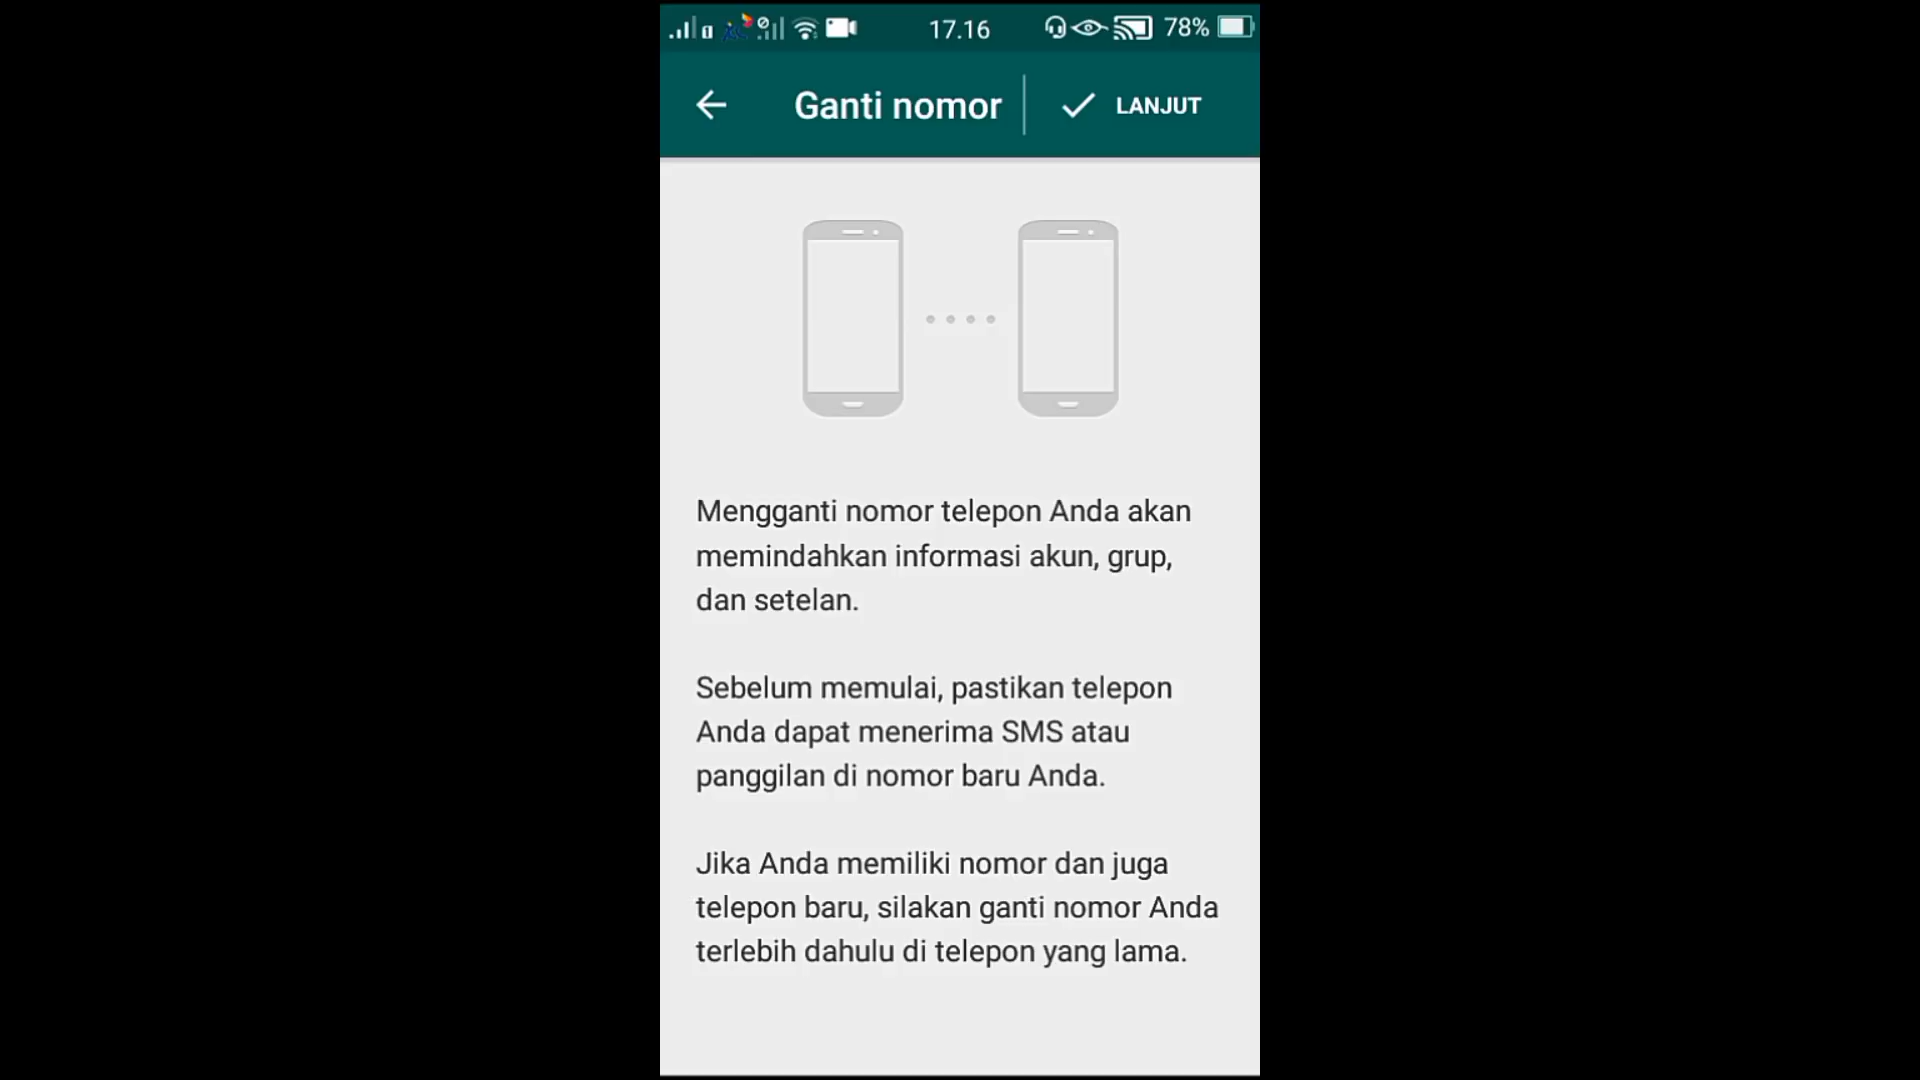 17.16 78%
Ganti nomor LANJUT
Mengganti nomor telepon Anda akan
memindahkan informasi akun, grup,
dan setelan.
Sebelum memulai, pastikan telepon
Anda dapat menerima SMS atau
panggilan di nomor baru Anda.
Jika Anda memiliki nomor dan juga
telepon baru, silakan ganti nomor Anda
terlebih dahulu di telepon yang lama.